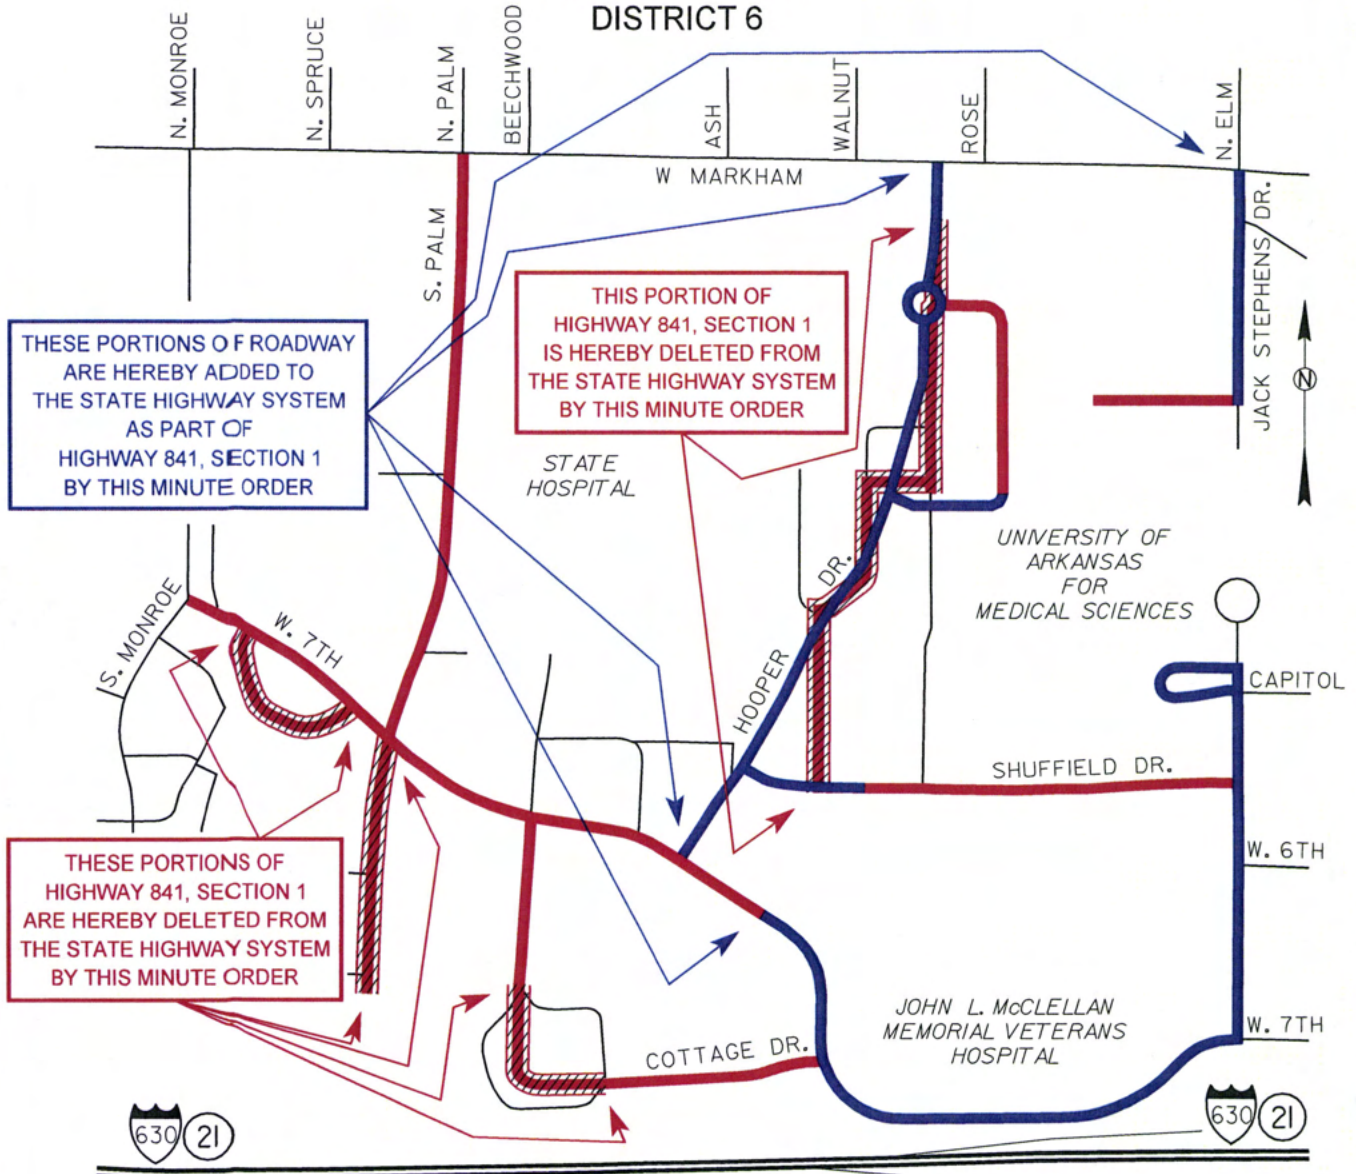 DISTRICT 6
N. MONROE
N. SPRUCE
N. PALM
BEECHWOOD
ASH
WALNUT
ROSE
N. ELM
W MARKHAM
S. PALM
JACK STEPHENS DR.
THESE PORTIONS OF ROADWAY
ARE HEREBY ADDED TO
THE STATE HIGHWAY SYSTEM
AS PART OF
HIGHWAY 841, SECTION 1
BY THIS MINUTE ORDER
THIS PORTION OF
HIGHWAY 841, SECTION 1
IS HEREBY DELETED FROM
THE STATE HIGHWAY SYSTEM
BY THIS MINUTE ORDER
N
STATE
HOSPITAL
UNIVERSITY OF
ARKANSAS
FOR
MEDICAL SCIENCES
S. MONROE
W. 7TH
HOOPER DR.
CAPITOL
SHUFFIELD DR.
W. 6TH
THESE PORTIONS OF
HIGHWAY 841, SECTION 1
ARE HEREBY DELETED FROM
THE STATE HIGHWAY SYSTEM
BY THIS MINUTE ORDER
JOHN L. McCLELLAN
MEMORIAL VETERANS
HOSPITAL
W. 7TH
COTTAGE DR.
630 21
630 21